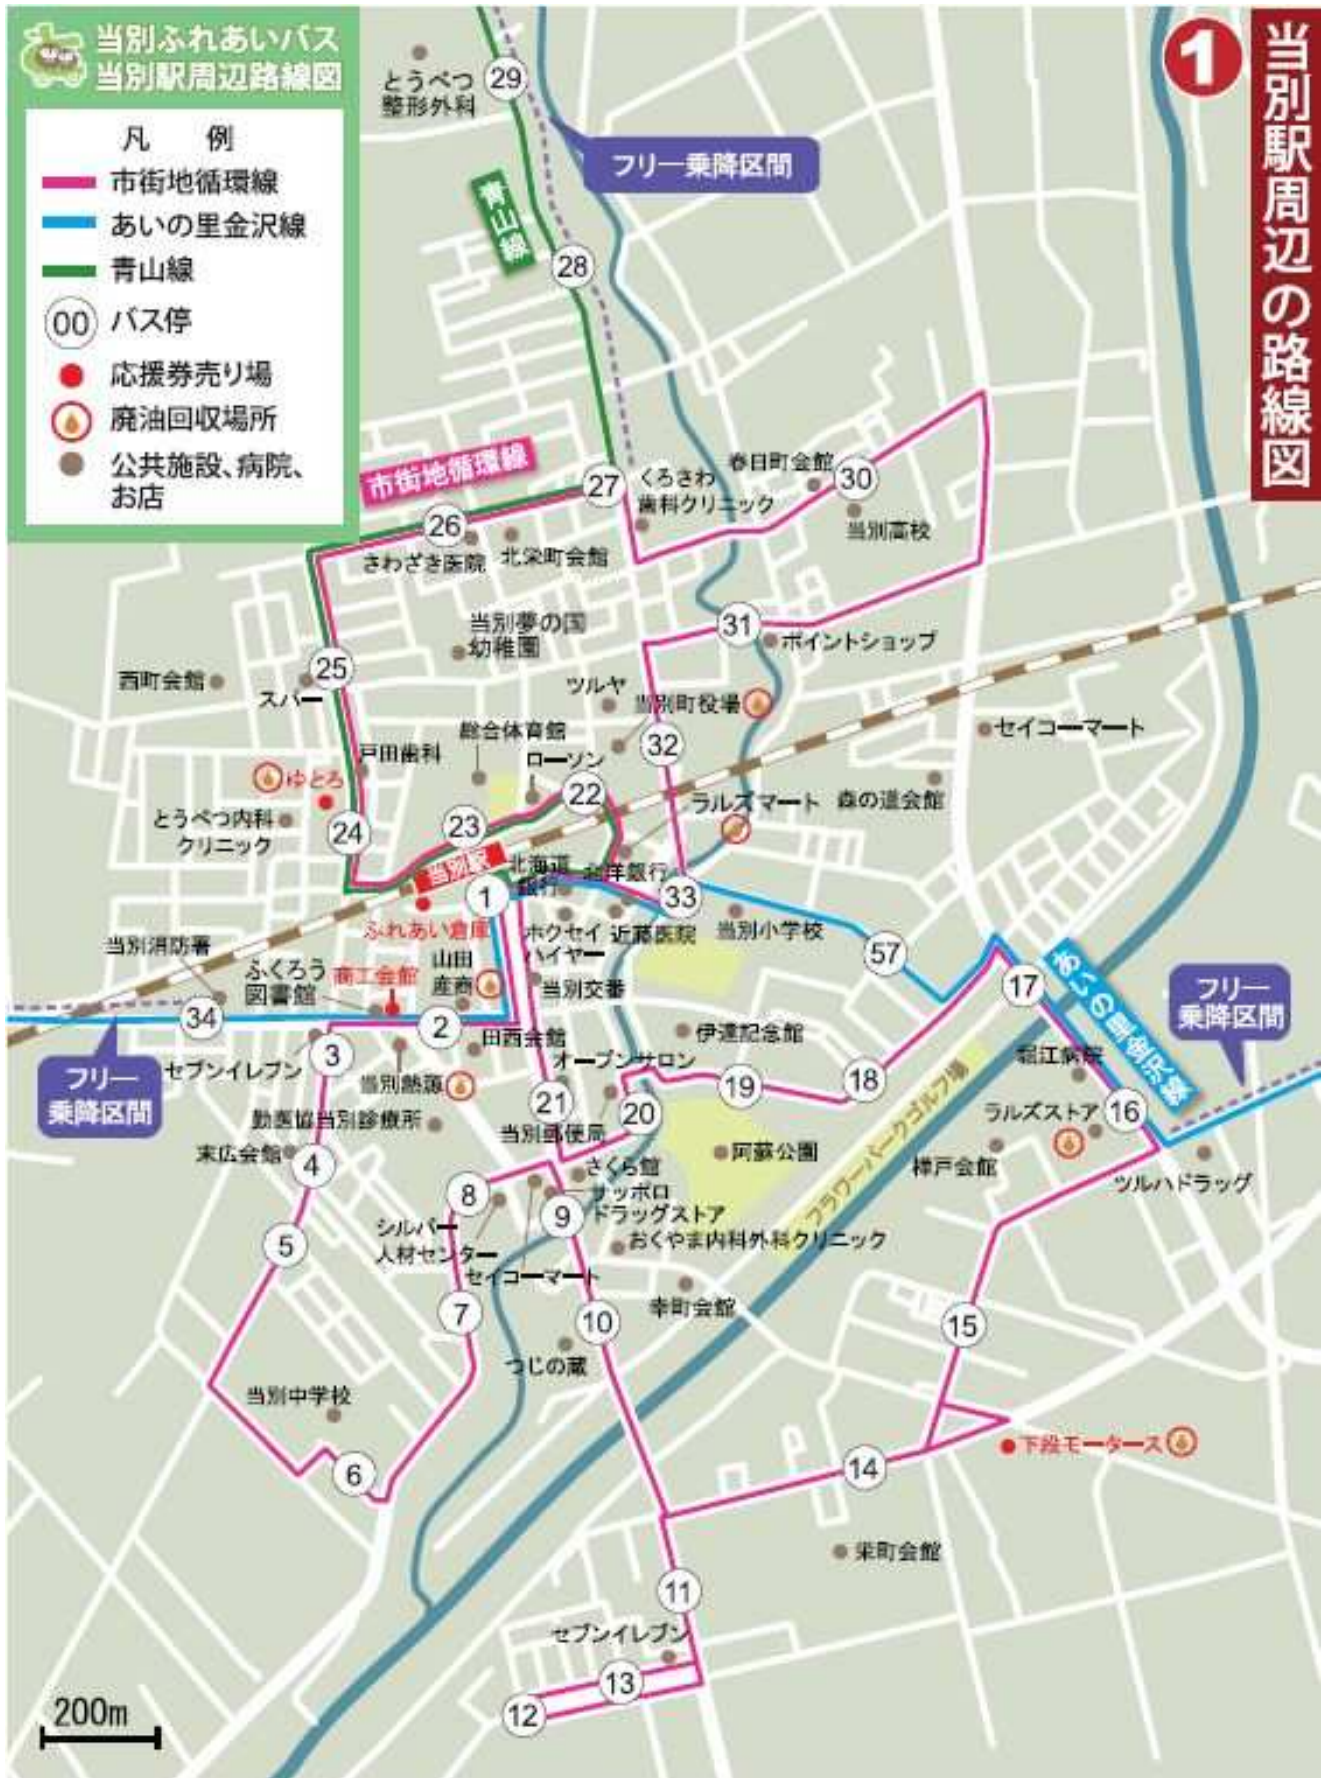 当別ふれあいバス
当別駅周辺路線図
凡 例
市街地循環線
あいの里金沢線
青山線
00 バス停
応援券売り場
廃油回収場所
公共施設、病院、
お店
1
当別駅周辺の路線図
とうべつ
整形外科
29
フリー乗降区間
青山線
28
市街地循環線
27
くろさわ
歯科クリニック
春日町会館
30
当別高校
26
さわざき医院
北栄町会館
当別夢の国
幼稚園
31
ポイントショップ
西町会館
スパー
25
ツルヤ
当別町役場
32
セイコーマート
総合体育館
ローソン
戸田歯科
ゆとろ
22
ラルズマート
森の道会館
とうべつ内科
クリニック
24
23
当別駅
北海道
銀行
北洋銀行
1
33
ふれあい倉庫
ホクセイ
ハイヤー
近藤医院
当別小学校
57
当別消防署
ふくろう
図書館
商工会館
山田
産商
当別交番
17
あいの里金沢線
フリー
乗降区間
34
2
田西会館
伊達記念館
堀江病院
フリー
乗降区間
セブンイレブン
3
当別熱源
オープンサロン
19
18
21
20
16
ラルズストア
勤医協当別診療所
当別郵便局
末広会館
4
阿蘇公園
樺戸会館
ツルハドラッグ
さくら館
8
サッポロ
ドラッグストア
9
フラワーパークゴルフ場
シルバー
人材センター
5
おくやま内科外科クリニック
セイコーマート
幸町会館
7
10
15
つじの蔵
当別中学校
下段モータース
6
14
栄町会館
11
セブンイレブン
13
12
200m